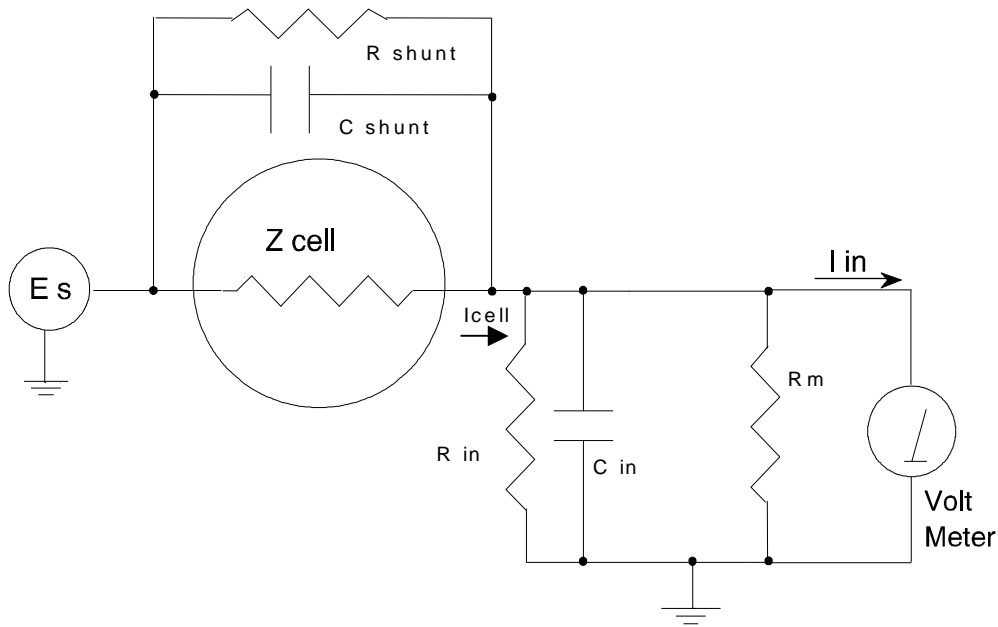 R shunt
C shunt
Z cell
E s
I in
Icell
R m
R in
C in
Volt
Meter